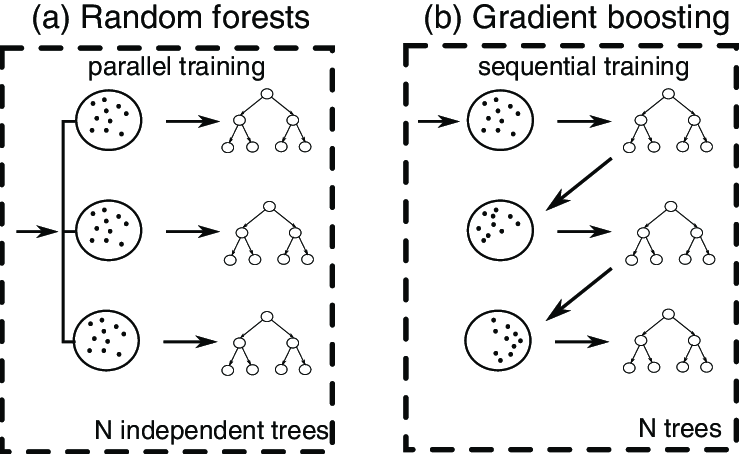 (a) Random forests
parallel training
N independent trees
(b) Gradient boosting
sequential training
N trees